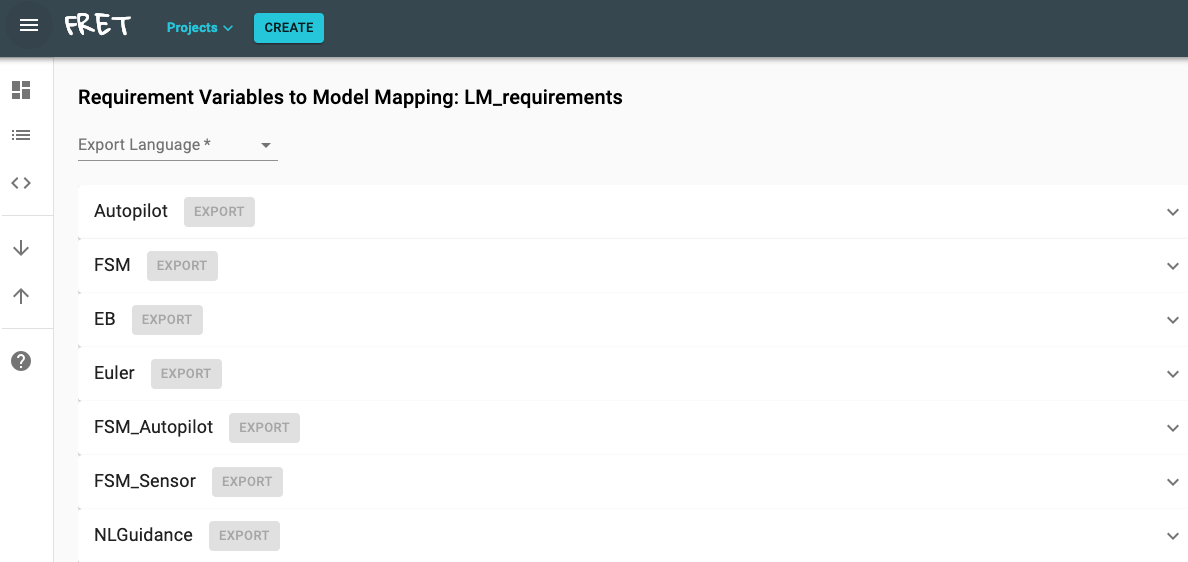 FRET Projects CREATE
Requirement Variables to Model Mapping: LM_requirements
Export Language *
Autopilot EXPORT
FSM EXPORT
EB EXPORT
Euler EXPORT
FSM_Autopilot EXPORT
FSM_Sensor EXPORT
NLGuidance EXPORT